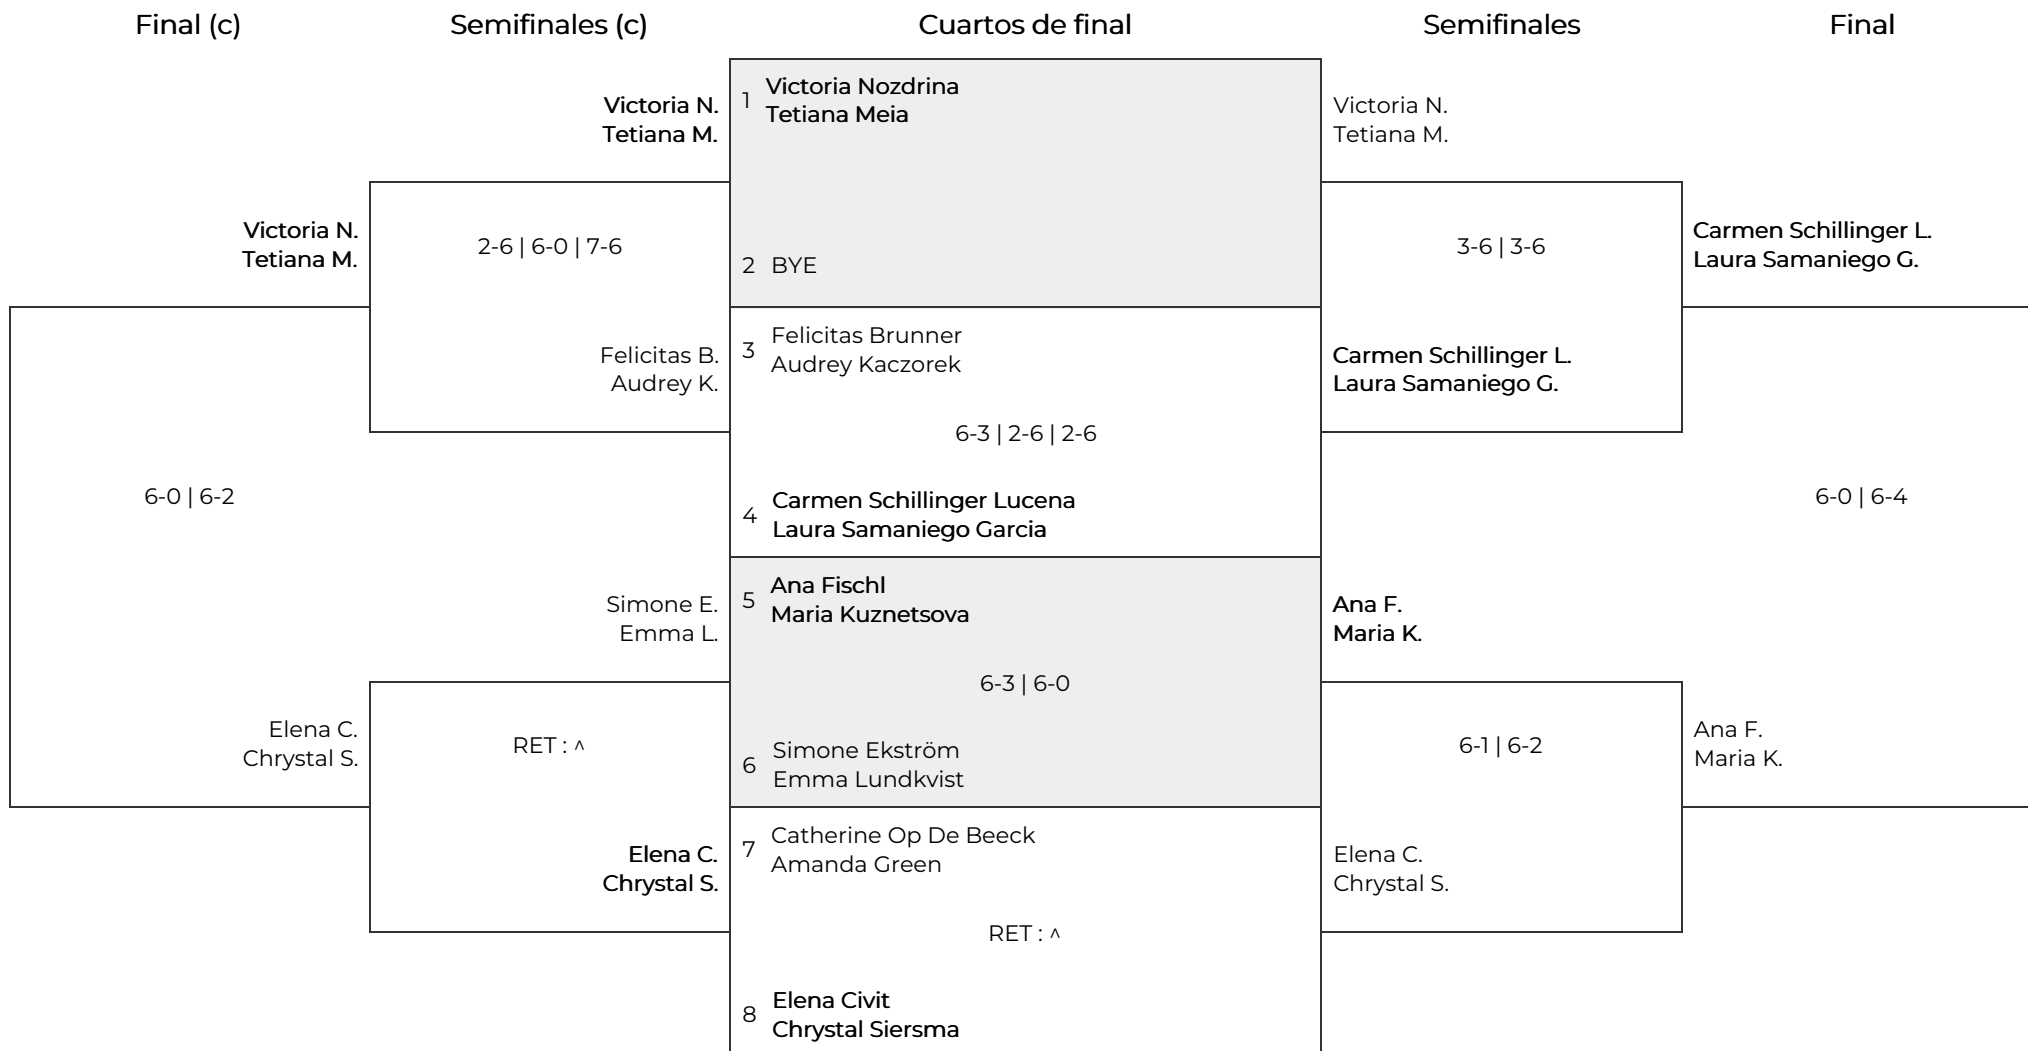 Final (c)
Semifinales (c)
Cuartos de final
Semifinales
Final
Victoria N.
Tetiana M.
1
Victoria Nozdrina
Tetiana Meia
Victoria N.
Tetiana M.
Victoria N.
Tetiana M.
2-6 | 6-0 | 7-6
2 BYE
3-6 | 3-6
Carmen Schillinger L.
Laura Samaniego G.
Felicitas B.
Audrey K.
3
Felicitas Brunner
Audrey Kaczorek
Carmen Schillinger L.
Laura Samaniego G.
6-3 | 2-6 | 2-6
6-0 | 6-2
4
Carmen Schillinger Lucena
Laura Samaniego Garcia
6-0 | 6-4
Simone E.
Emma L.
5
Ana Fischl
Maria Kuznetsova
Ana F.
Maria K.
6-3 | 6-0
Elena C.
Chrystal S.
RET : ^
6
Simone Ekström
Emma Lundkvist
6-1 | 6-2
Ana F.
Maria K.
Elena C.
Chrystal S.
7
Catherine Op De Beeck
Amanda Green
Elena C.
Chrystal S.
RET : ^
8
Elena Civit
Chrystal Siersma